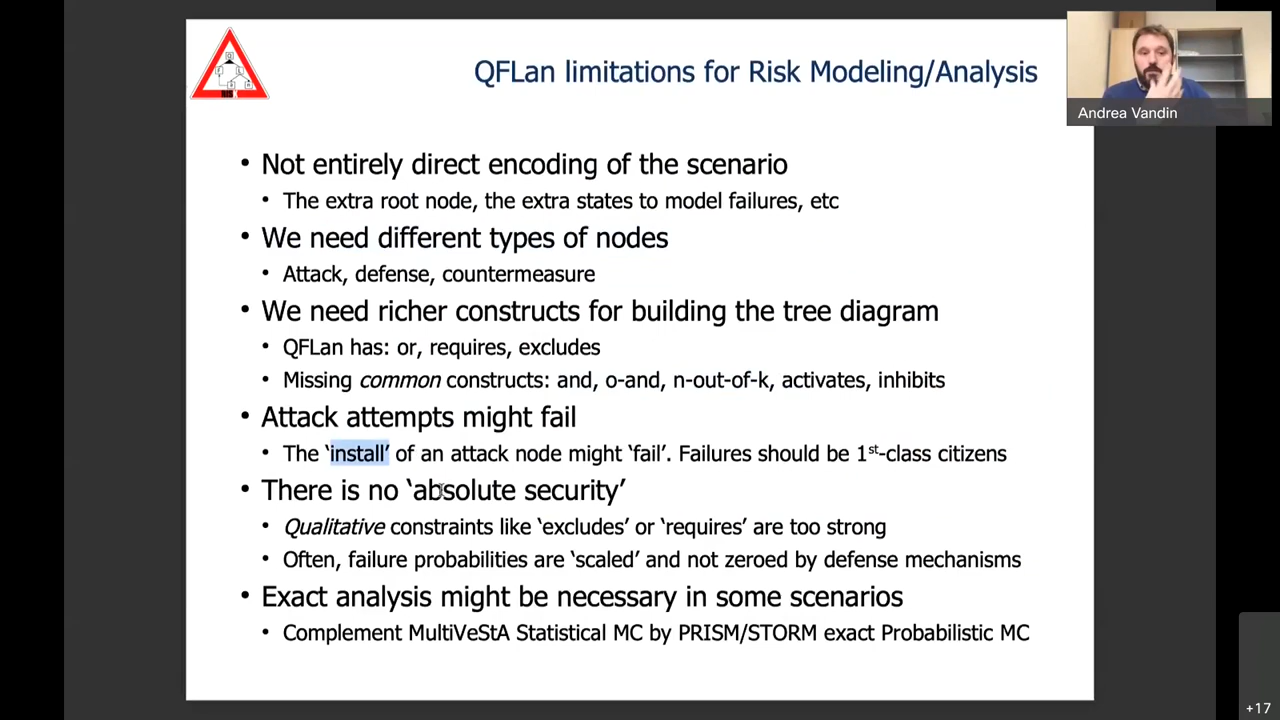 QFLan limitations for Risk Modeling/Analysis
Andrea Vandin
• Not entirely direct encoding of the scenario
• The extra root node, the extra states to model failures, etc
• We need different types of nodes
• Attack, defense, countermeasure
• We need richer constructs for building the tree diagram
• QFLan has: or, requires, excludes
• Missing common constructs: and, o-and, n-out-of-k, activates, inhibits
• Attack attempts might fail
• The ‘install’ of an attack node might ‘fail’. Failures should be 1st-class citizens
• There is no ‘absolute security’
• Qualitative constraints like ‘excludes’ or ‘requires’ are too strong
• Often, failure probabilities are ‘scaled’ and not zeroed by defense mechanisms
• Exact analysis might be necessary in some scenarios
• Complement MultiVeStA Statistical MC by PRISM/STORM exact Probabilistic MC
+17